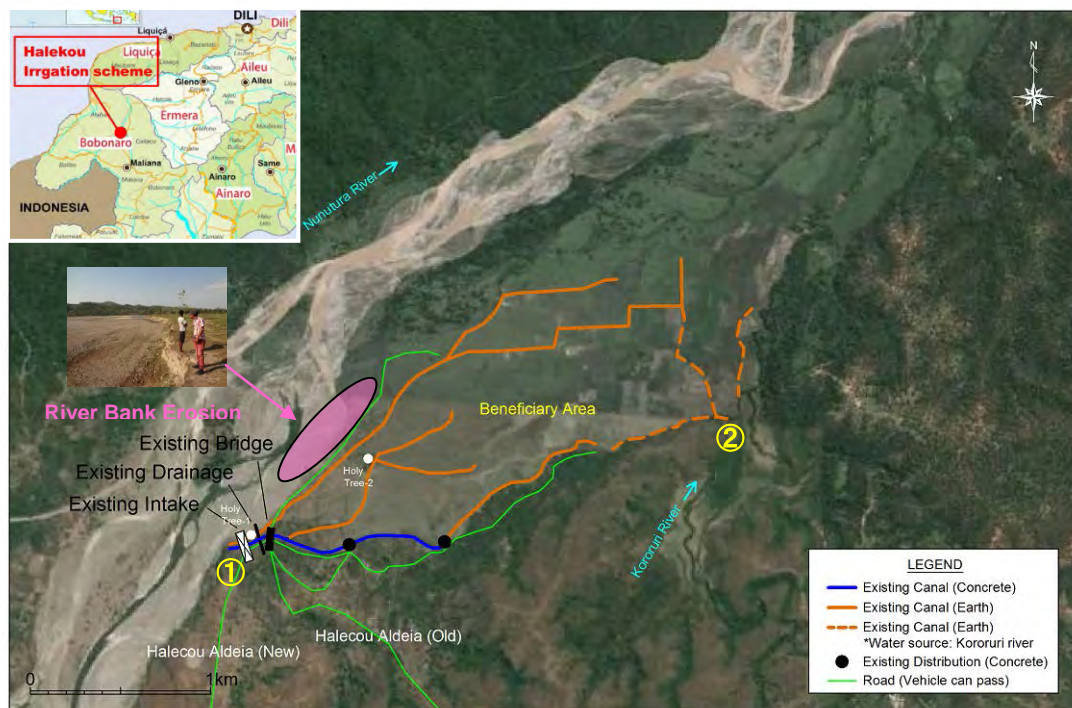 DILI
Dili
Liquiçá
Liquiça
Aileu
Gleno
Aileu
Ermera
Bobonaro
Maliana
Ainaro
Same
Ainaro
INDONESIA
Halekou
Irrgation scheme
N
Nunutura River
River Bank Erosion
Existing Bridge
Existing Drainage
Existing Intake
Holy
Tree-1
Holy
Tree-2
Beneficiary Area
①
②
Kororuri River
Halecou Aldeia (Old)
Halecou Aldeia (New)
0
1km
LEGEND
Existing Canal (Concrete)
Existing Canal (Earth)
Existing Canal (Earth)
*Water source: Kororuri river
Existing Distribution (Concrete)
Road (Vehicle can pass)